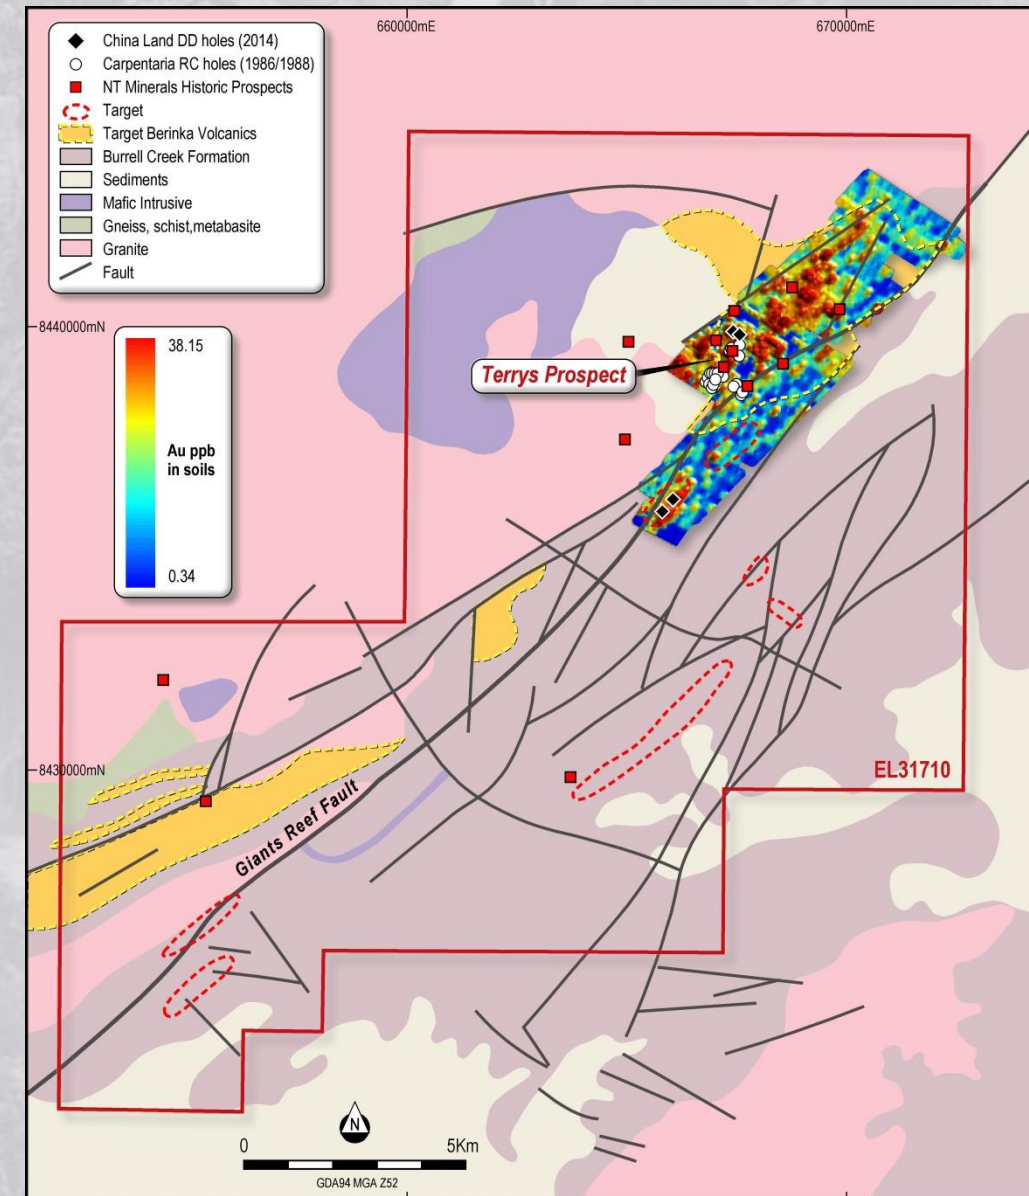 660000mE
670000mE
China Land DD holes (2014)
Carpentaria RC holes (1986/1988)
NT Minerals Historic Prospects
Target
Target Berinka Volcanics
Burrell Creek Formation
Sediments
Mafic Intrusive
Gneiss, schist,metabasite
Granite
Fault
8440000mN
38.15
Au ppb
in soils
0.34
Terrys Prospect
8430000mN
EL31710
Giants Reef Fault
N
0
5Km
GDA94 MGA Z52